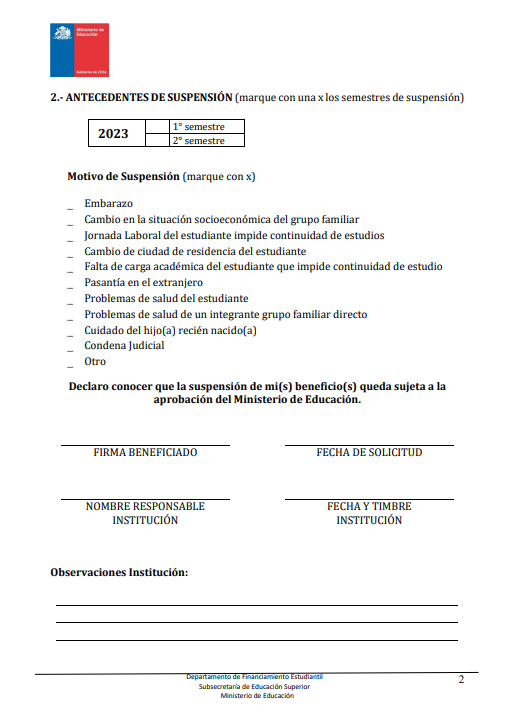 Ministerio de
Educación
Gobierno de Chile
2.- ANTECEDENTES DE SUSPENSIÓN (marque con una x los semestres de suspensión)
2023
1° semestre
2° semestre
Motivo de Suspensión (marque con x)
_ Embarazo
_ Cambio en la situación socioeconómica del grupo familiar
_ Jornada Laboral del estudiante impide continuidad de estudios
_ Cambio de ciudad de residencia del estudiante
_ Falta de carga académica del estudiante que impide continuidad de estudio
_ Pasantía en el extranjero
_ Problemas de salud del estudiante
_ Problemas de salud de un integrante grupo familiar directo
_ Cuidado del hijo(a) recién nacido(a)
_ Condena Judicial
_ Otro
Declaro conocer que la suspensión de mi(s) beneficio(s) queda sujeta a la
aprobación del Ministerio de Educación.
FIRMA BENEFICIADO
FECHA DE SOLICITUD
NOMBRE RESPONSABLE
INSTITUCIÓN
FECHA Y TIMBRE
INSTITUCIÓN
Observaciones Institución:
Departamento de Financiamiento Estudiantil
Subsecretaría de Educación Superior
Ministerio de Educación
2